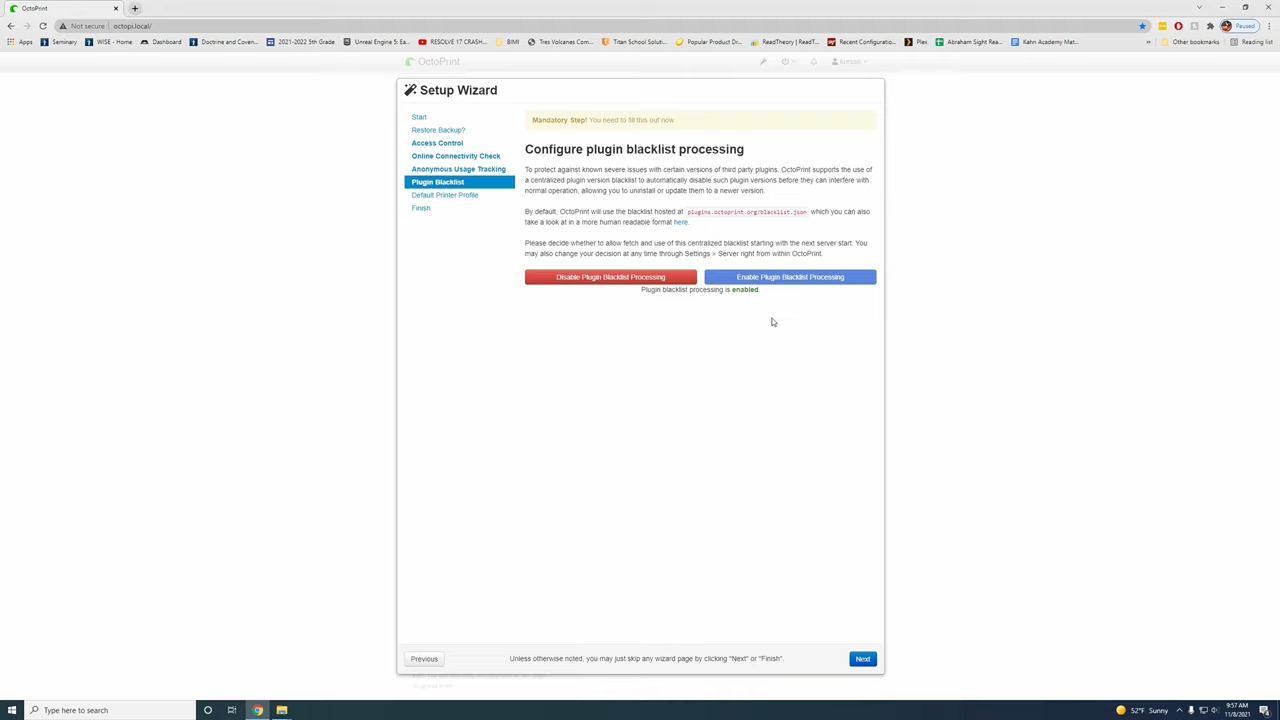 OctoPrint
Not secure | octopi.local/
Paused
Apps
Seminary
WISE - Home
Dashboard
Doctrine and Coven...
2021-2022 5th Grade
Unreal Engine 5: Ea...
RESOLVIT CRASH...
BIMI
Tes Volcanes Com...
Titan School Soluti...
Popular Product Dr...
ReadTheory | ReadT...
Recent Configuratio...
Plex
Abraham Sight Rea...
Kahn Academy Mat...
»
Other bookmarks
Reading list
OctoPrint
kresso
Setup Wizard
Start
Restore Backup?
Access Control
Online Connectivity Check
Anonymous Usage Tracking
Plugin Blacklist
Default Printer Profile
Finish
Mandatory Step! You need to fill this out now.
Configure plugin blacklist processing
To protect against known severe issues with certain versions of third party plugins, OctoPrint supports the use of
a centralized plugin version blacklist to automatically disable such plugin versions before they can interfere with
normal operation, allowing you to uninstall or update them to a newer version.
By default, OctoPrint will use the blacklist hosted at plugins.octoprint.org/blacklist.json which you can also
take a look at in a more human readable format here.
Please decide whether to allow fetch and use of this centralized blacklist starting with the next server start. You
may also change your decision at any time through Settings > Server right from within OctoPrint.
Disable Plugin Blacklist Processing
Enable Plugin Blacklist Processing
Plugin blacklist processing is enabled.
Previous
Unless otherwise noted, you may just skip any wizard page by clicking "Next" or "Finish".
Next
Type here to search
52°F Sunny
9:57 AM
11/8/2021